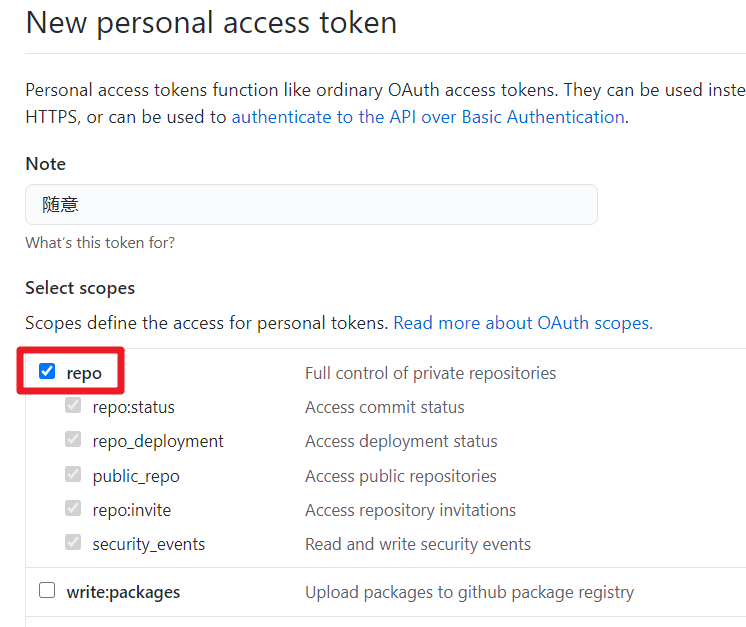 New personal access token
Personal access tokens function like ordinary OAuth access tokens. They can be used inste
HTTPS, or can be used to authenticate to the API over Basic Authentication.
Note
随意
What's this token for?
Select scopes
Scopes define the access for personal tokens. Read more about OAuth scopes.
repo Full control of private repositories
repo:status Access commit status
repo_deployment Access deployment status
public_repo Access public repositories
repo:invite Access repository invitations
security_events Read and write security events
write:packages Upload packages to github package registry